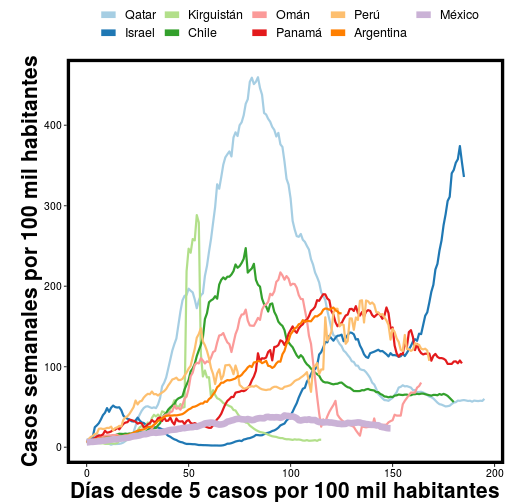 Qatar Kirguistán Omán Perú México
Israel Chile Panamá Argentina
Casos semanales por 100 mil habitantes
400
300
200
100
0
0 50 100 150 200
Días desde 5 casos por 100 mil habitantes